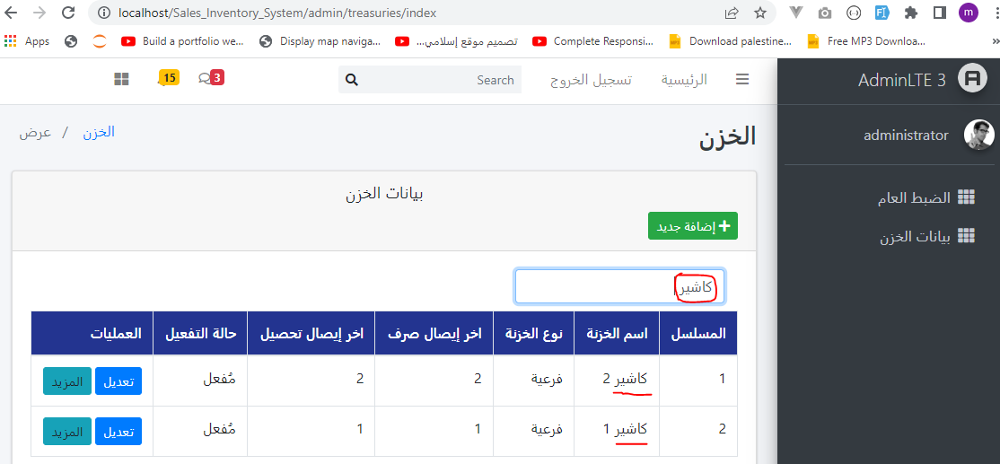 localhost/Sales_Inventory_System/admin/treasuries/index
m
Apps
Build a portfolio we...
Display map naviga...
تصميم موقع إسلامي...
Complete Responsi...
Download palestine...
Free MP3 Downloa...
»
AdminLTE 3
الرئيسية
تسجيل الخروج
Search
3
15
administrator
الضبط العام
بيانات الخزن
الخزن
الخزن / عرض
بيانات الخزن
إضافة جديد
كاشير
المسلسل اسم الخزنة نوع الخزنة اخر إيصال صرف اخر إيصال تحصيل حالة التفعيل العمليات
1 كاشير 2 فرعية 2 2 مُفعل تعديل المزيد
2 كاشير 1 فرعية 1 1 مُفعل تعديل المزيد